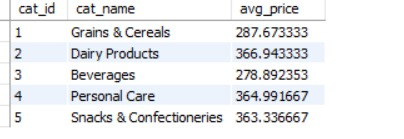 cat_id cat_name avg_price
1 Grains & Cereals 287.673333
2 Dairy Products 366.943333
3 Beverages 278.892353
4 Personal Care 364.991667
5 Snacks & Confectioneries 363.336667